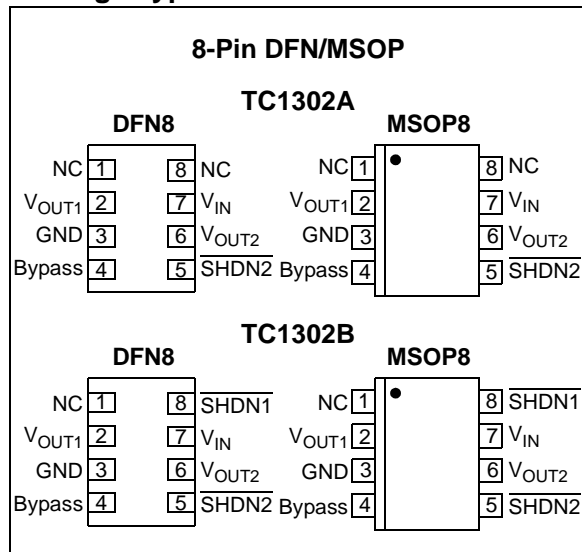 8-Pin DFN/MSOP
TC1302A
DFN8
MSOP8
NC 1 8 NC
VOUT1 2 7 VIN
GND 3 6 VOUT2
Bypass 4 5 SHDN2
NC 1 8 NC
VOUT1 2 7 VIN
GND 3 6 VOUT2
Bypass 4 5 SHDN2
TC1302B
DFN8
MSOP8
NC 1 8 SHDN1
VOUT1 2 7 VIN
GND 3 6 VOUT2
Bypass 4 5 SHDN2
NC 1 8 SHDN1
VOUT1 2 7 VIN
GND 3 6 VOUT2
Bypass 4 5 SHDN2